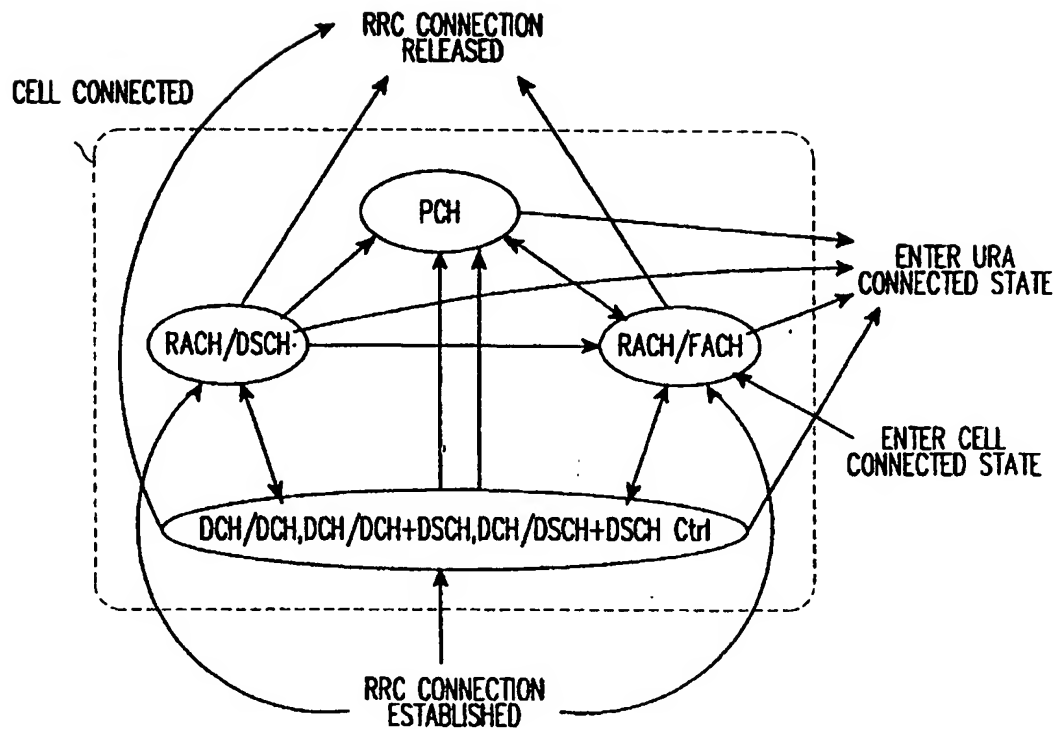 RRC CONNECTION
RELEASED
CELL CONNECTED
PCH
ENTER URA
CONNECTED STATE
RACH/DSCH
RACH/FACH
ENTER CELL
CONNECTED STATE
DCH/DCH,DCH/DCH+DSCH,DCH/DSCH+DSCH Ctrl
RRC CONNECTION
ESTABLISHED